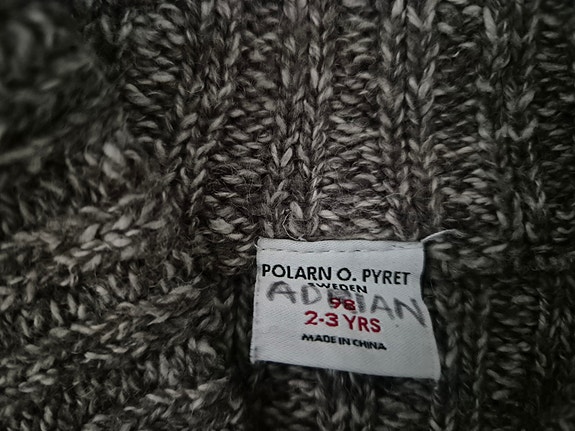 POLARN O. PYRET
SWEDEN
ADRIAN
98
2-3 YRS
MADE IN CHINA